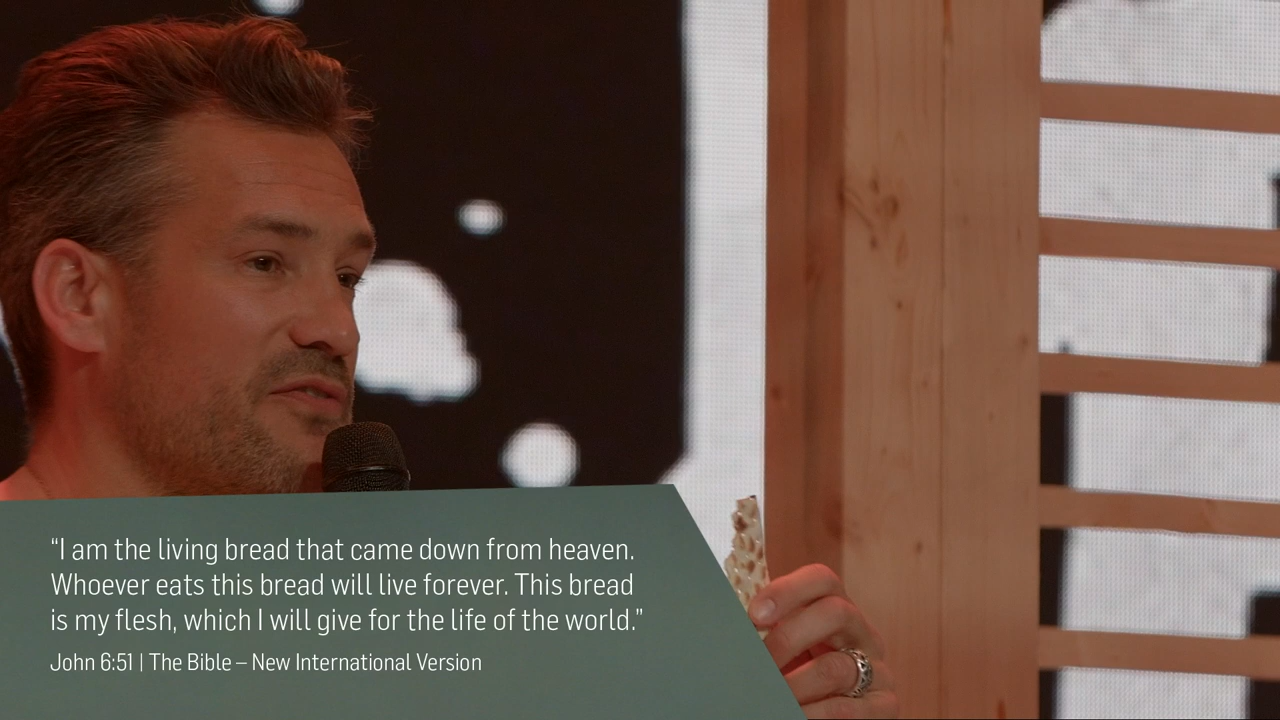 “I am the living bread that came down from heaven.
Whoever eats this bread will live forever. This bread
is my flesh, which I will give for the life of the world.”
John 6:51 | The Bible – New International Version